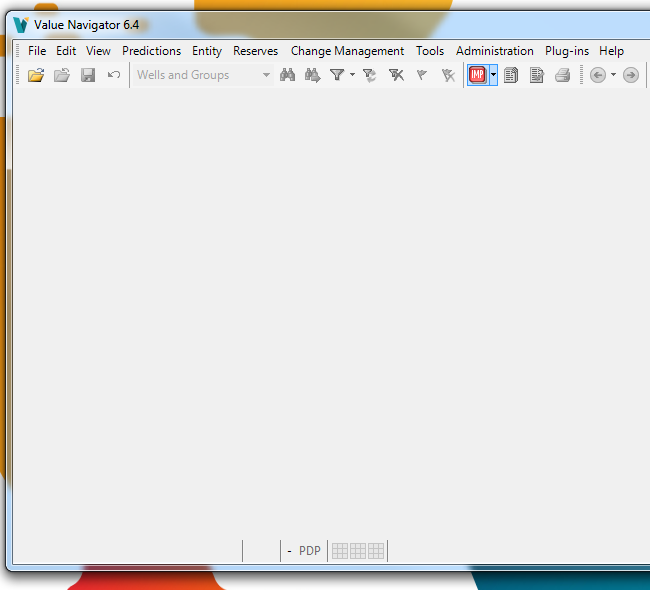 Value Navigator 6.4
File Edit View Predictions Entity Reserves Change Management Tools Administration Plug-ins Help
Wells and Groups IMP
- PDP